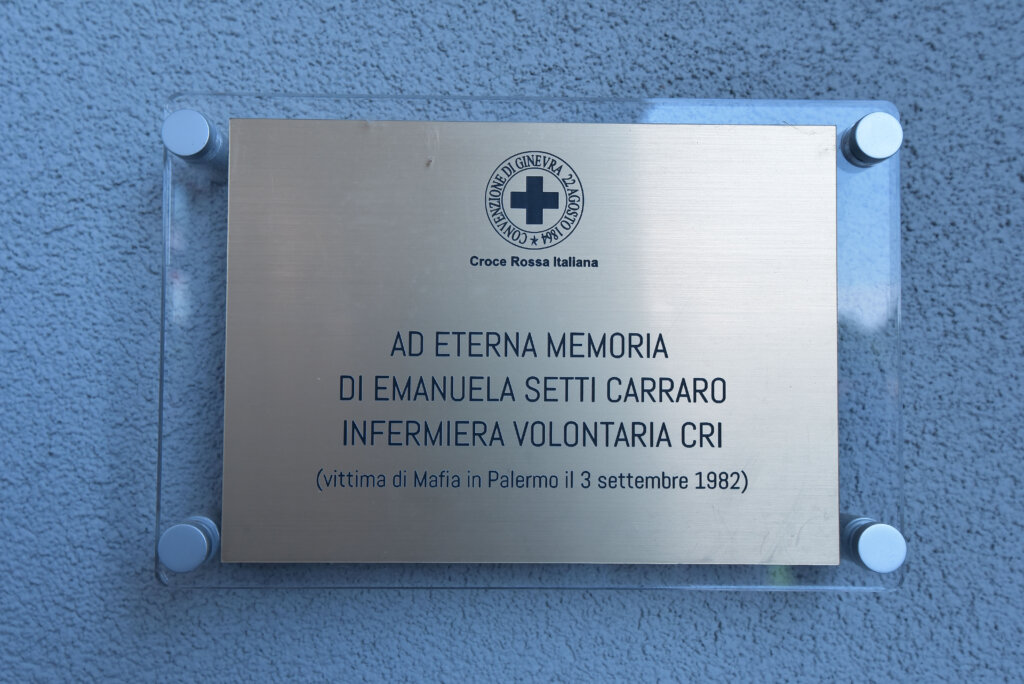 CONVENZIONE DI GINEVRA 22 AGOSTO 1864 ★
Croce Rossa Italiana
AD ETERNA MEMORIA
DI EMANUELA SETTI CARRARO
INFERMIERA VOLONTARIA CRI
(vittima di Mafia in Palermo il 3 settembre 1982)